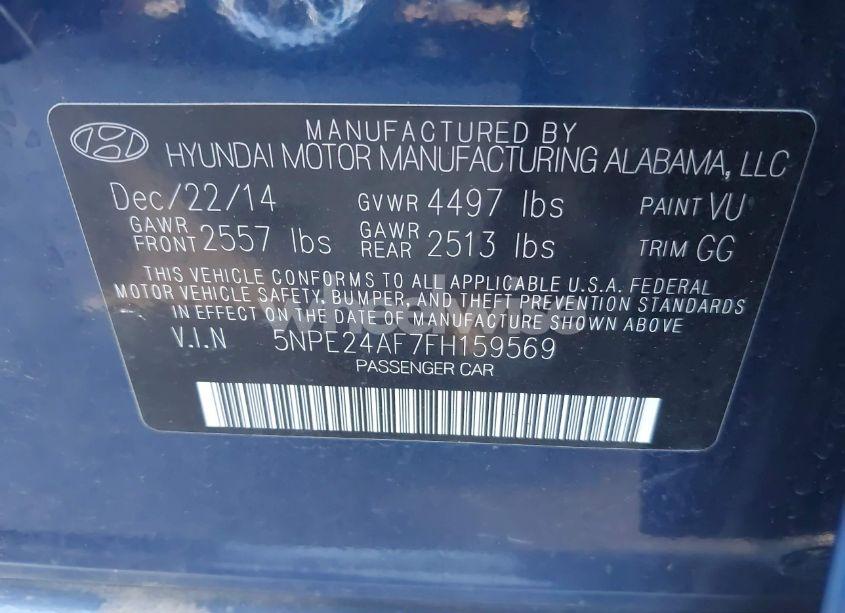 MANUFACTURED BY
HYUNDAI MOTOR MANUFACTURING ALABAMA, LLC
Dec/22/14 GVWR 4497 lbs PAINT VU
GAWR FRONT 2557 lbs GAWR REAR 2513 lbs TRIM GG
THIS VEHICLE CONFORMS TO ALL APPLICABLE U.S.A. FEDERAL
MOTOR VEHICLE SAFETY, BUMPER, AND THEFT PREVENTION STANDARDS
IN EFFECT ON THE DATE OF MANUFACTURE SHOWN ABOVE
wheelwise
V.I.N 5NPE24AF7FH159569
PASSENGER CAR